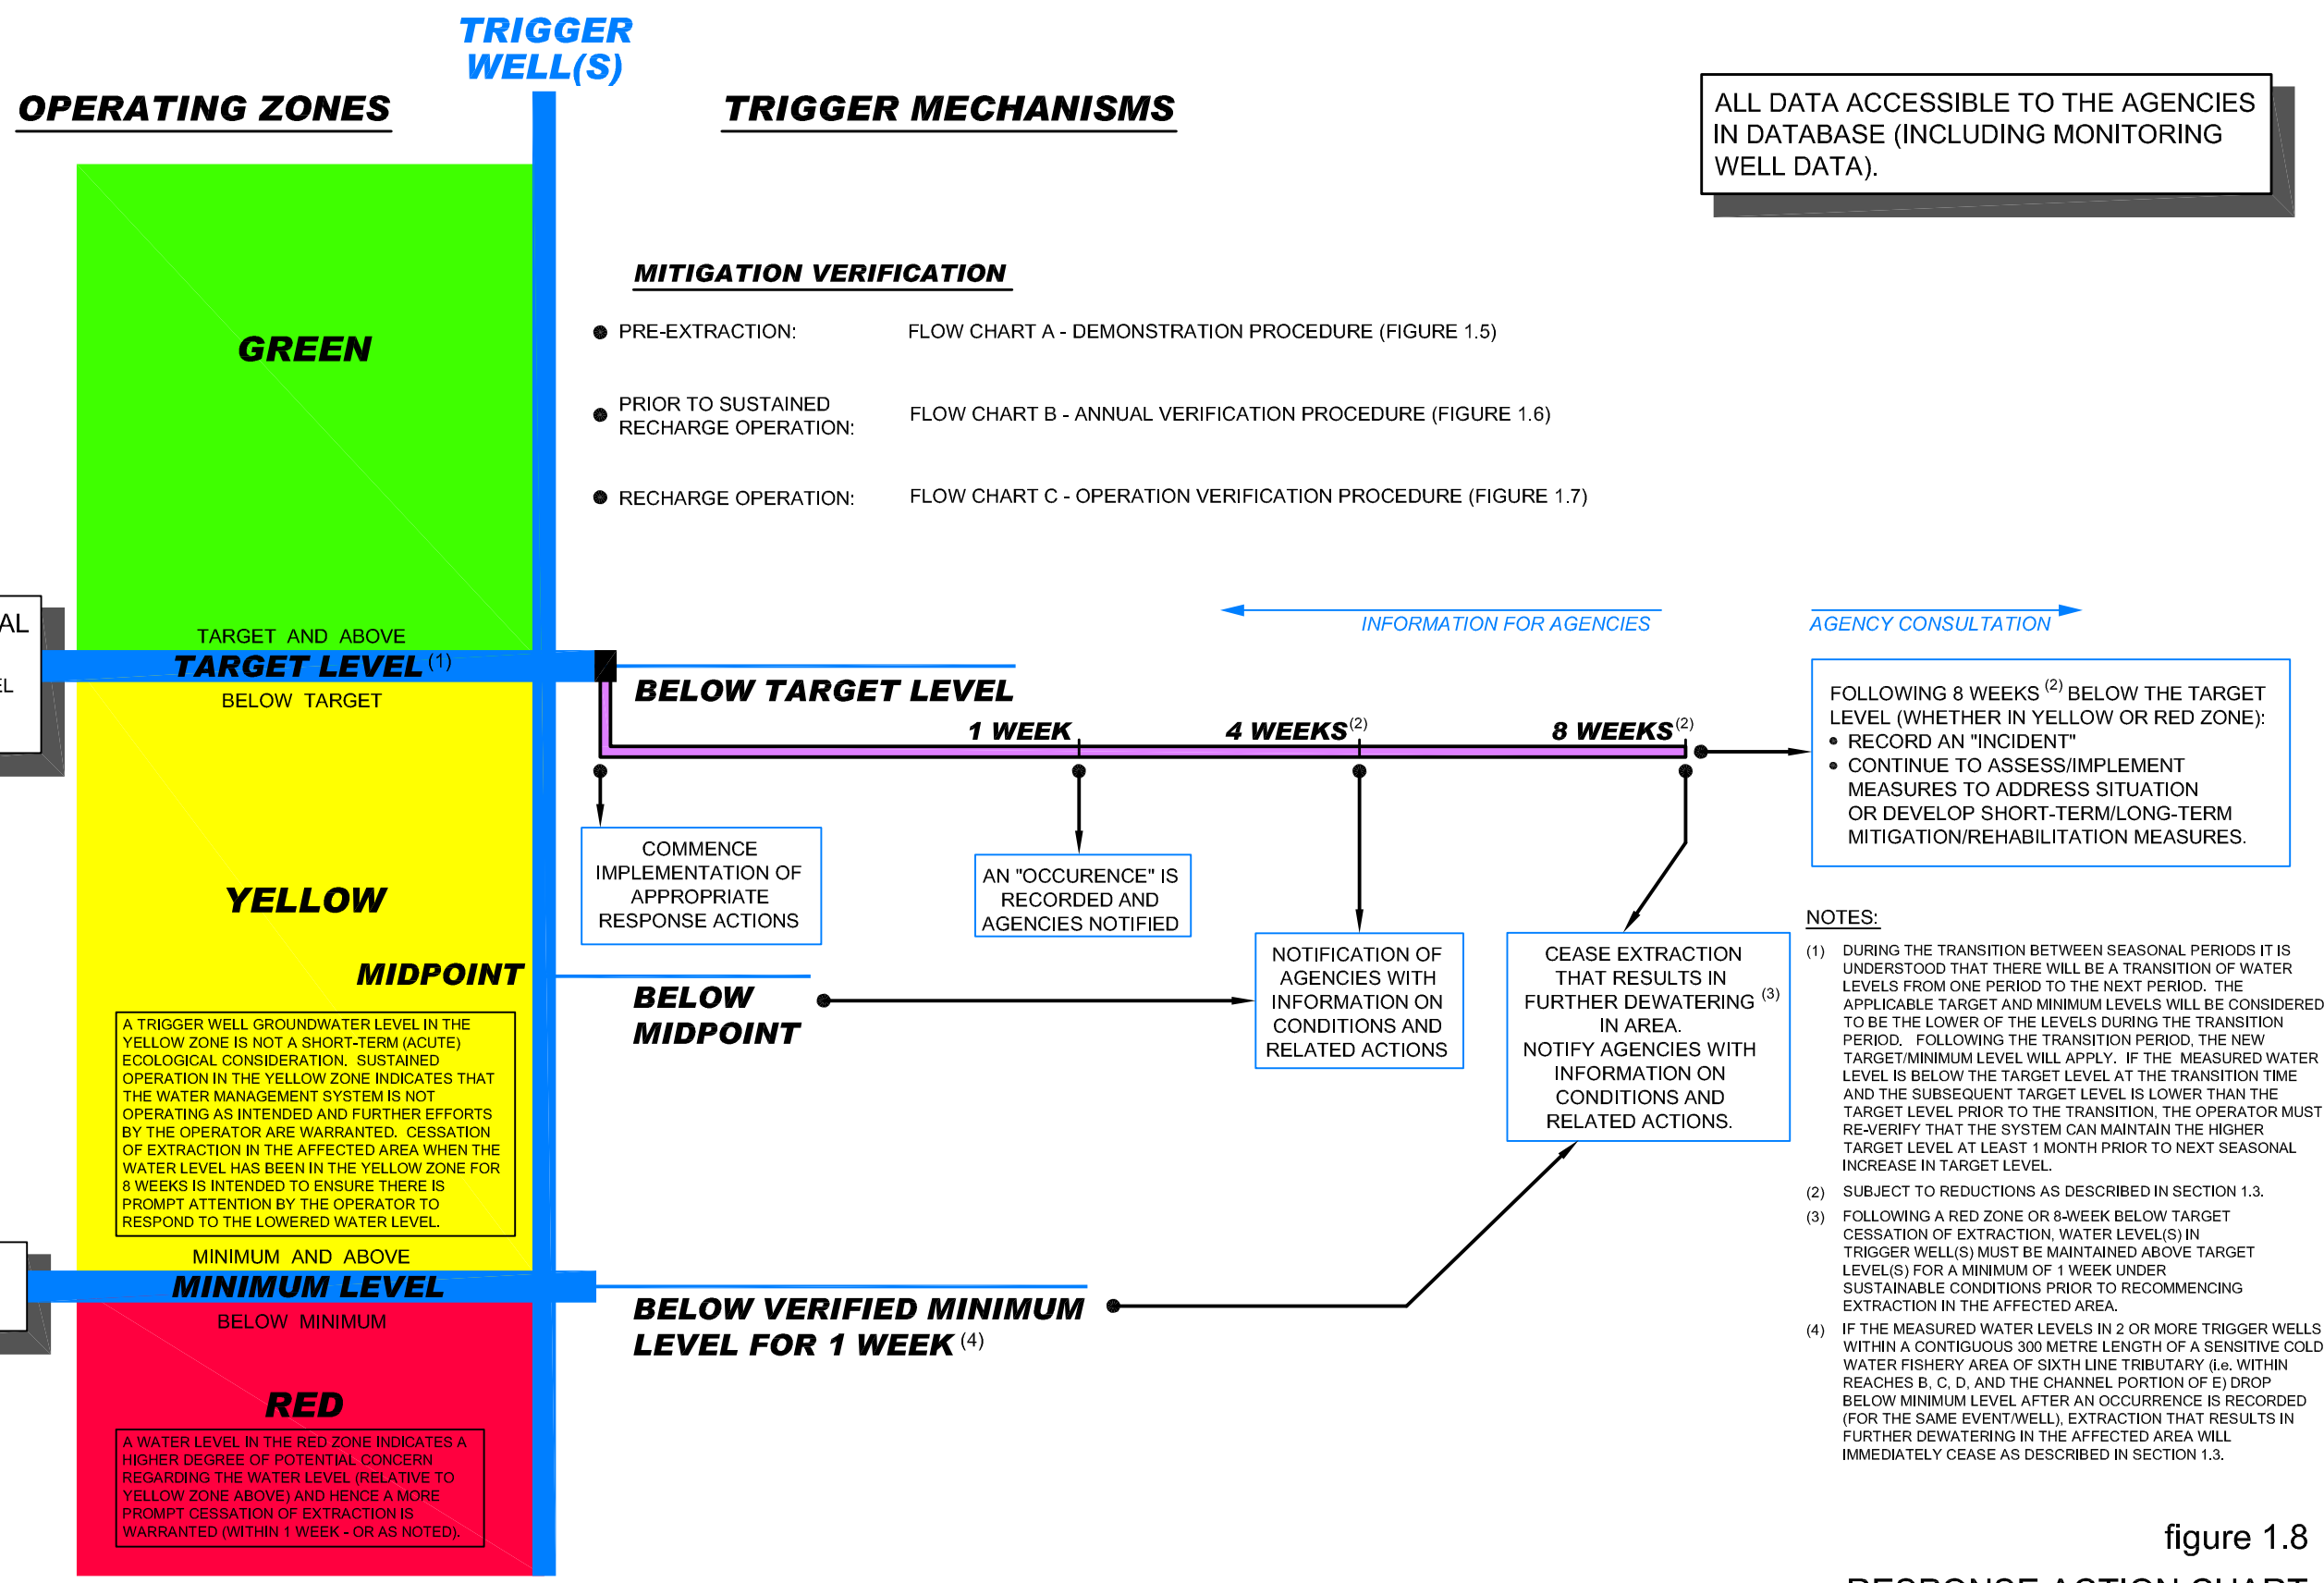 TRIGGER
WELL(S)
OPERATING ZONES
TRIGGER MECHANISMS
ALL DATA ACCESSIBLE TO THE AGENCIES
IN DATABASE (INCLUDING MONITORING
WELL DATA).
MITIGATION VERIFICATION
● PRE-EXTRACTION: FLOW CHART A - DEMONSTRATION PROCEDURE (FIGURE 1.5)
● PRIOR TO SUSTAINED
RECHARGE OPERATION: FLOW CHART B - ANNUAL VERIFICATION PROCEDURE (FIGURE 1.6)
● RECHARGE OPERATION: FLOW CHART C - OPERATION VERIFICATION PROCEDURE (FIGURE 1.7)
GREEN
TARGET AND ABOVE
TARGET LEVEL (1)
BELOW TARGET
YELLOW
MIDPOINT
A TRIGGER WELL GROUNDWATER LEVEL IN THE
YELLOW ZONE IS NOT A SHORT-TERM (ACUTE)
ECOLOGICAL CONSIDERATION. SUSTAINED
OPERATION IN THE YELLOW ZONE INDICATES THAT
THE WATER MANAGEMENT SYSTEM IS NOT
OPERATING AS INTENDED AND FURTHER EFFORTS
BY THE OPERATOR ARE WARRANTED. CESSATION
OF EXTRACTION IN THE AFFECTED AREA WHEN THE
WATER LEVEL HAS BEEN IN THE YELLOW ZONE FOR
8 WEEKS IS INTENDED TO ENSURE THERE IS
PROMPT ATTENTION BY THE OPERATOR TO
RESPOND TO THE LOWERED WATER LEVEL.
MINIMUM AND ABOVE
MINIMUM LEVEL
BELOW MINIMUM
RED
A WATER LEVEL IN THE RED ZONE INDICATES A
HIGHER DEGREE OF POTENTIAL CONCERN
REGARDING THE WATER LEVEL (RELATIVE TO
YELLOW ZONE ABOVE) AND HENCE A MORE
PROMPT CESSATION OF EXTRACTION IS
WARRANTED (WITHIN 1 WEEK - OR AS NOTED).
INFORMATION FOR AGENCIES
AGENCY CONSULTATION
BELOW TARGET LEVEL
1 WEEK
4 WEEKS (2)
8 WEEKS (2)
COMMENCE
IMPLEMENTATION OF
APPROPRIATE
RESPONSE ACTIONS
AN "OCCURENCE" IS
RECORDED AND
AGENCIES NOTIFIED
BELOW
MIDPOINT
NOTIFICATION OF
AGENCIES WITH
INFORMATION ON
CONDITIONS AND
RELATED ACTIONS
CEASE EXTRACTION
THAT RESULTS IN
FURTHER DEWATERING (3)
IN AREA.
NOTIFY AGENCIES WITH
INFORMATION ON
CONDITIONS AND
RELATED ACTIONS.
BELOW VERIFIED MINIMUM
LEVEL FOR 1 WEEK (4)
FOLLOWING 8 WEEKS (2) BELOW THE TARGET
LEVEL (WHETHER IN YELLOW OR RED ZONE):
● RECORD AN "INCIDENT"
● CONTINUE TO ASSESS/IMPLEMENT
MEASURES TO ADDRESS SITUATION
OR DEVELOP SHORT-TERM/LONG-TERM
MITIGATION/REHABILITATION MEASURES.
NOTES:
(1) DURING THE TRANSITION BETWEEN SEASONAL PERIODS IT IS
UNDERSTOOD THAT THERE WILL BE A TRANSITION OF WATER
LEVELS FROM ONE PERIOD TO THE NEXT PERIOD. THE
APPLICABLE TARGET AND MINIMUM LEVELS WILL BE CONSIDERED
TO BE THE LOWER OF THE LEVELS DURING THE TRANSITION
PERIOD. FOLLOWING THE TRANSITION PERIOD, THE NEW
TARGET/MINIMUM LEVEL WILL APPLY. IF THE MEASURED WATER
LEVEL IS BELOW THE TARGET LEVEL AT THE TRANSITION TIME
AND THE SUBSEQUENT TARGET LEVEL IS LOWER THAN THE
TARGET LEVEL PRIOR TO THE TRANSITION, THE OPERATOR MUST
RE-VERIFY THAT THE SYSTEM CAN MAINTAIN THE HIGHER
TARGET LEVEL AT LEAST 1 MONTH PRIOR TO NEXT SEASONAL
INCREASE IN TARGET LEVEL.
(2) SUBJECT TO REDUCTIONS AS DESCRIBED IN SECTION 1.3.
(3) FOLLOWING A RED ZONE OR 8-WEEK BELOW TARGET
CESSATION OF EXTRACTION, WATER LEVEL(S) IN
TRIGGER WELL(S) MUST BE MAINTAINED ABOVE TARGET
LEVEL(S) FOR A MINIMUM OF 1 WEEK UNDER
SUSTAINABLE CONDITIONS PRIOR TO RECOMMENCING
EXTRACTION IN THE AFFECTED AREA.
(4) IF THE MEASURED WATER LEVELS IN 2 OR MORE TRIGGER WELLS
WITHIN A CONTIGUOUS 300 METRE LENGTH OF A SENSITIVE COLD
WATER FISHERY AREA OF SIXTH LINE TRIBUTARY (i.e. WITHIN
REACHES B, C, D, AND THE CHANNEL PORTION OF E) DROP
BELOW MINIMUM LEVEL AFTER AN OCCURRENCE IS RECORDED
(FOR THE SAME EVENT/WELL), EXTRACTION THAT RESULTS IN
FURTHER DEWATERING IN THE AFFECTED AREA WILL
IMMEDIATELY CEASE AS DESCRIBED IN SECTION 1.3.
figure 1.8
RESPONSE ACTION CHART